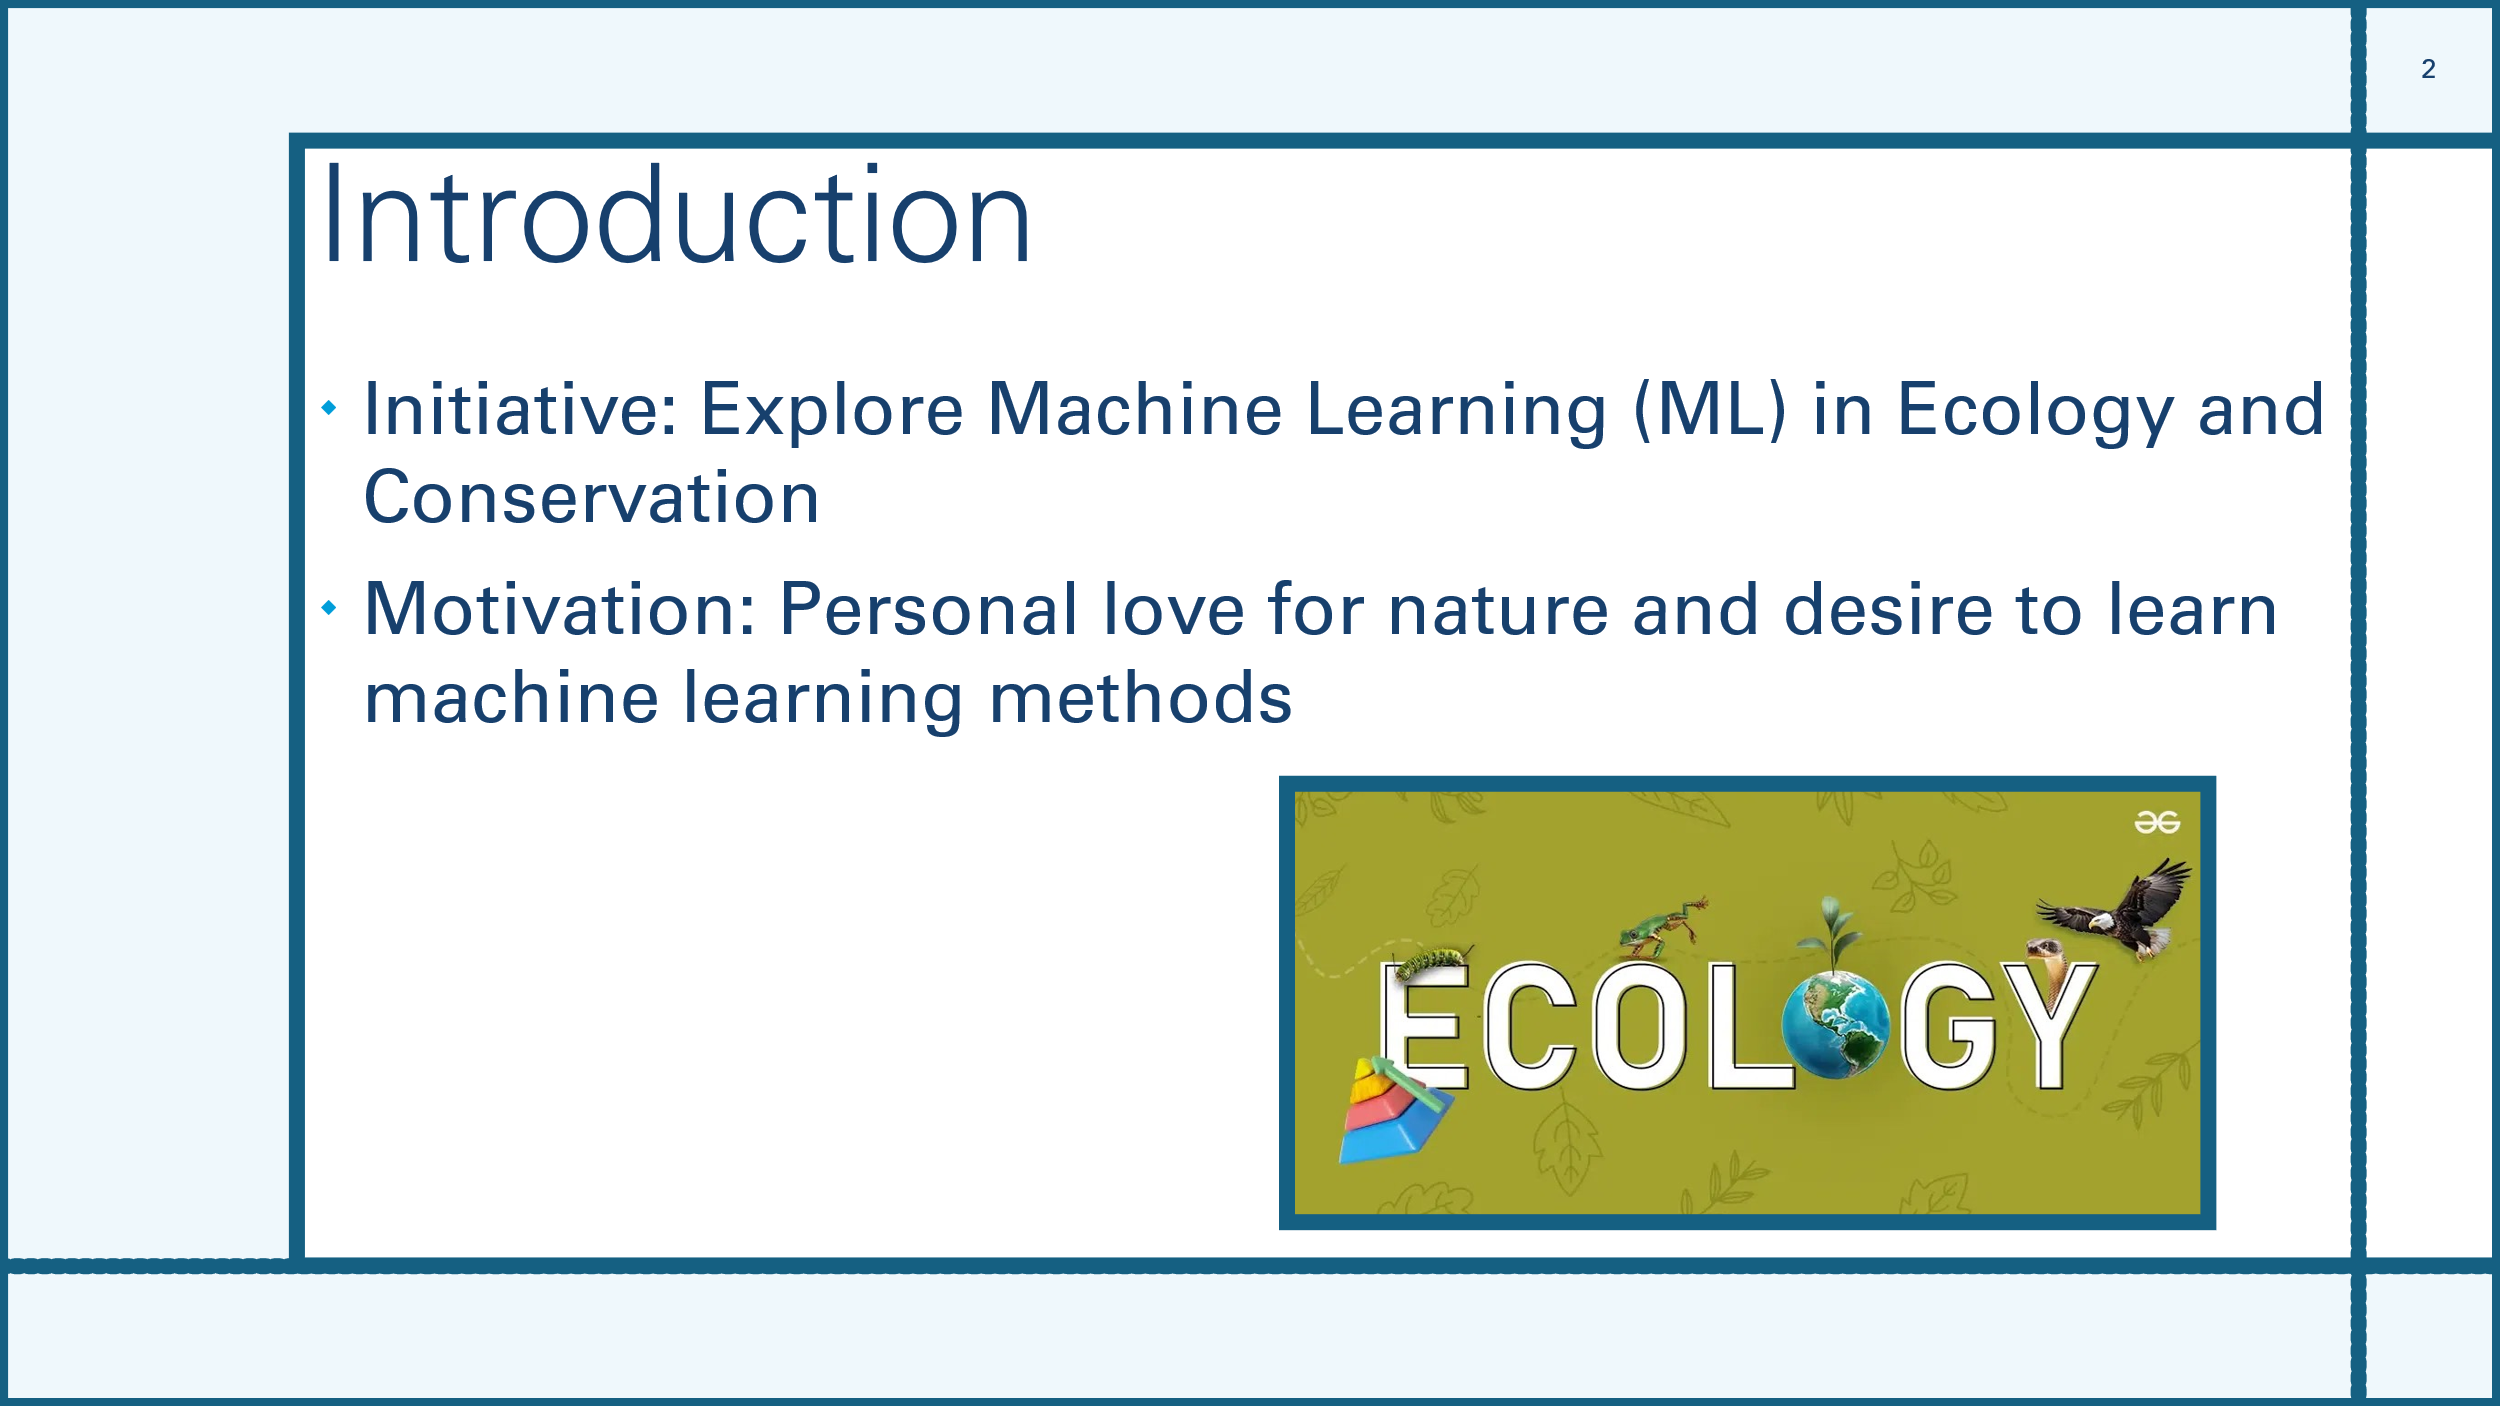 2
Introduction
Initiative: Explore Machine Learning (ML) in Ecology and
Conservation
Motivation: Personal love for nature and desire to learn
machine learning methods
ECOLOGY